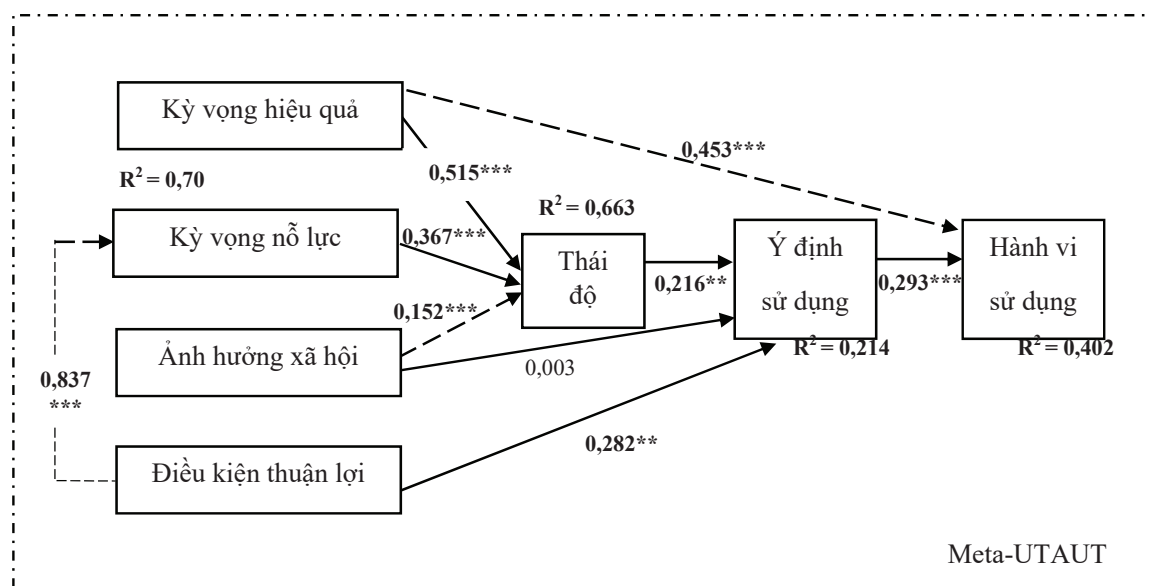 Kỳ vọng hiệu quả
0,453***
0,515***
R² = 0,70
R² = 0,663
Kỳ vọng nỗ lực
0,367***
Thái
độ
0,216**
Ý định
sử dụng
0,293***
Hành vi
sử dụng
0,152***
Ảnh hưởng xã hội
0,003
R² = 0,214
R² = 0,402
0,837
***
0,282**
Điều kiện thuận lợi
Meta-UTAUT